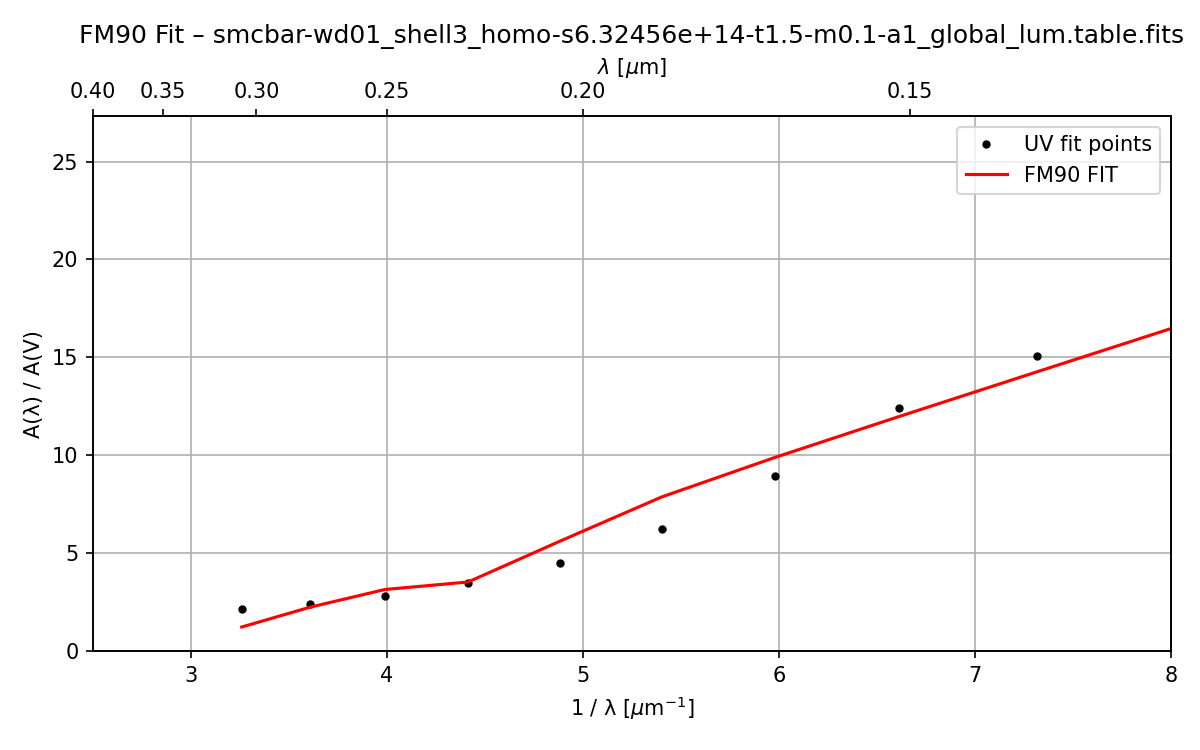 FM90 Fit – smcbar-wd01_shell3_homo-s6.32456e+14-t1.5-m0.1-a1_global_lum.table.fits
λ [μm]
0.40 0.35 0.30 0.25 0.20 0.15
UV fit points
FM90 FIT
25
20
15
10
5
0
A(λ) / A(V)
3 4 5 6 7 8
1 / λ [μm⁻¹]